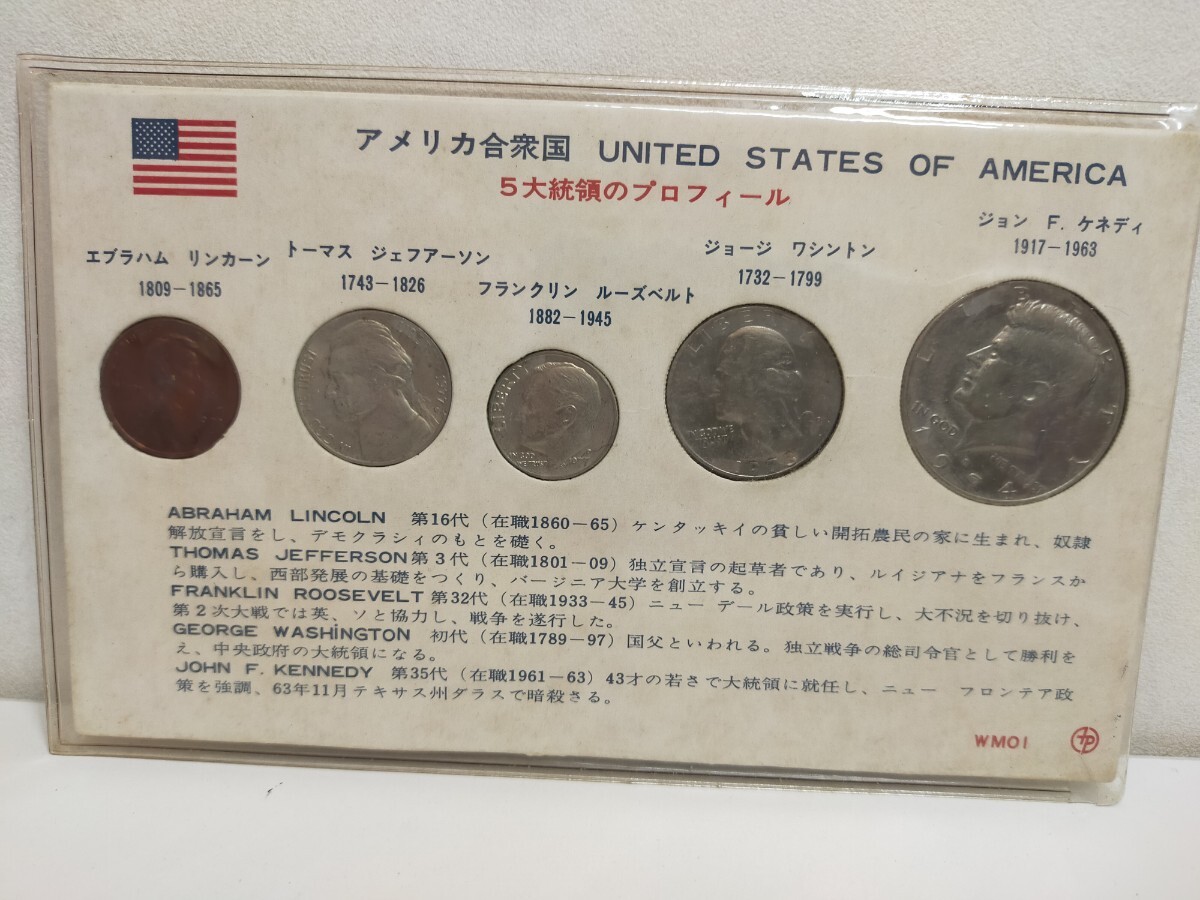 アメリカ合衆国 UNITED STATES OF AMERICA
5大統領のプロフィール
エブラハム リンカーン
1809-1865
トーマス ジェフアーソン
1743-1826
フランクリン ルーズベルト
1882-1945
ジョージ ワシントン
1732-1799
ジョン F. ケネディ
1917-1963
LIBERTY
IN GOD
WE TRUST
LIBERTY
IN GOD WE
LIBERTY
IN GOD
1964
ABRAHAM LINCOLN 第16代(在職1860-65)ケンタッキイの貧しい開拓農民の家に生まれ、奴隷
解放宣言をし、デモクラシィのもとを礎く。
THOMAS JEFFERSON 第3代(在職1801-09)独立宣言の起草者であり、ルイジアナをフランスか
ら購入し、西部発展の基礎をつくり、バージニア大学を創立する。
FRANKLIN ROOSEVELT 第32代(在職1933-45)ニュー デール政策を実行し、大不況を切り抜け、
第2次大戦では英、ソと協力し、戦争を遂行した。
GEORGE WASHiNGTON 初代(在職1789-97)国父といわれる。独立戦争の総司令官として勝利を
え、中央政府の大統領になる。
JOHN F. KENNEDY 第35代(在職1961-63)43才の若さで大統領に就任し、ニュー フロンテア政
策を強調、63年11月テキサス州ダラスで暗殺さる。
WM01